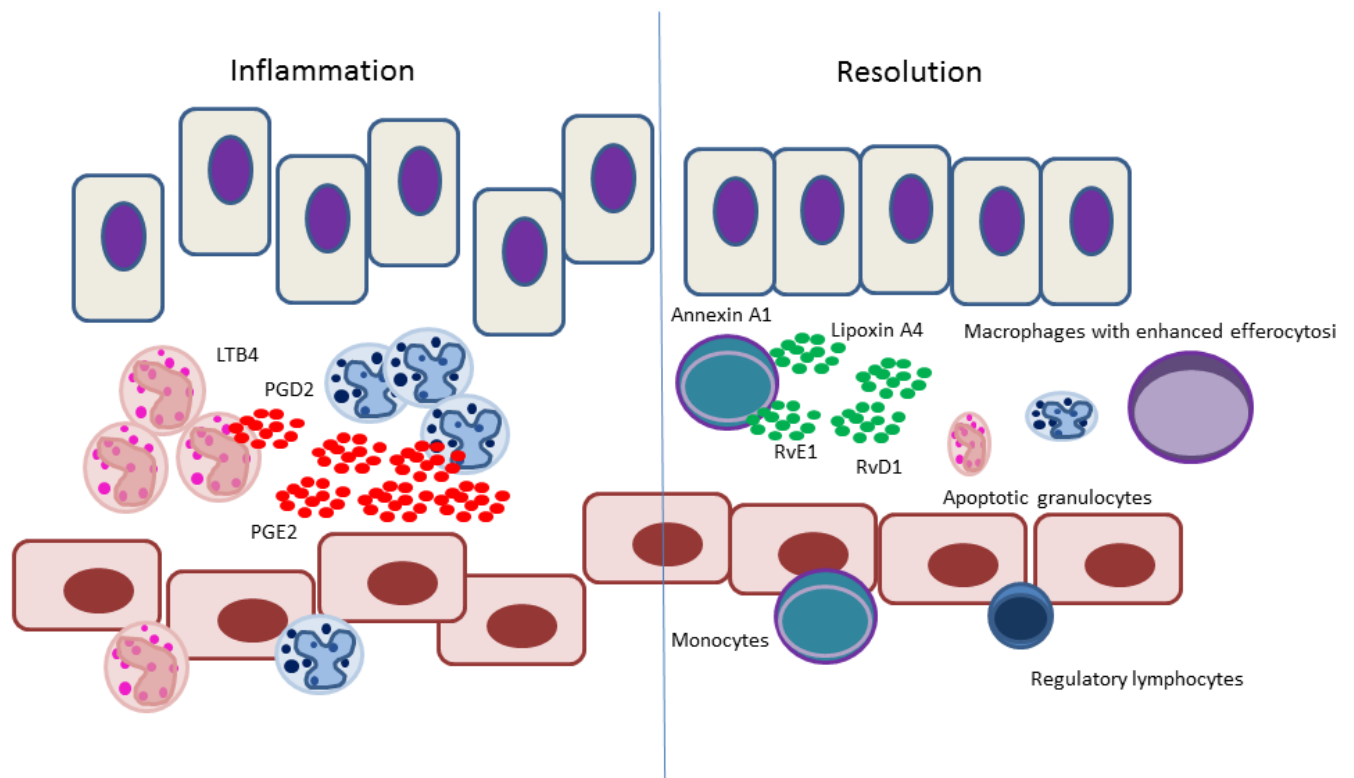 Inflammation
Resolution
LTB4
PGD2
PGE2
Annexin A1
Lipoxin A4
Macrophages with enhanced efferocytosi
RvE1
RvD1
Apoptotic granulocytes
Monocytes
Regulatory lymphocytes